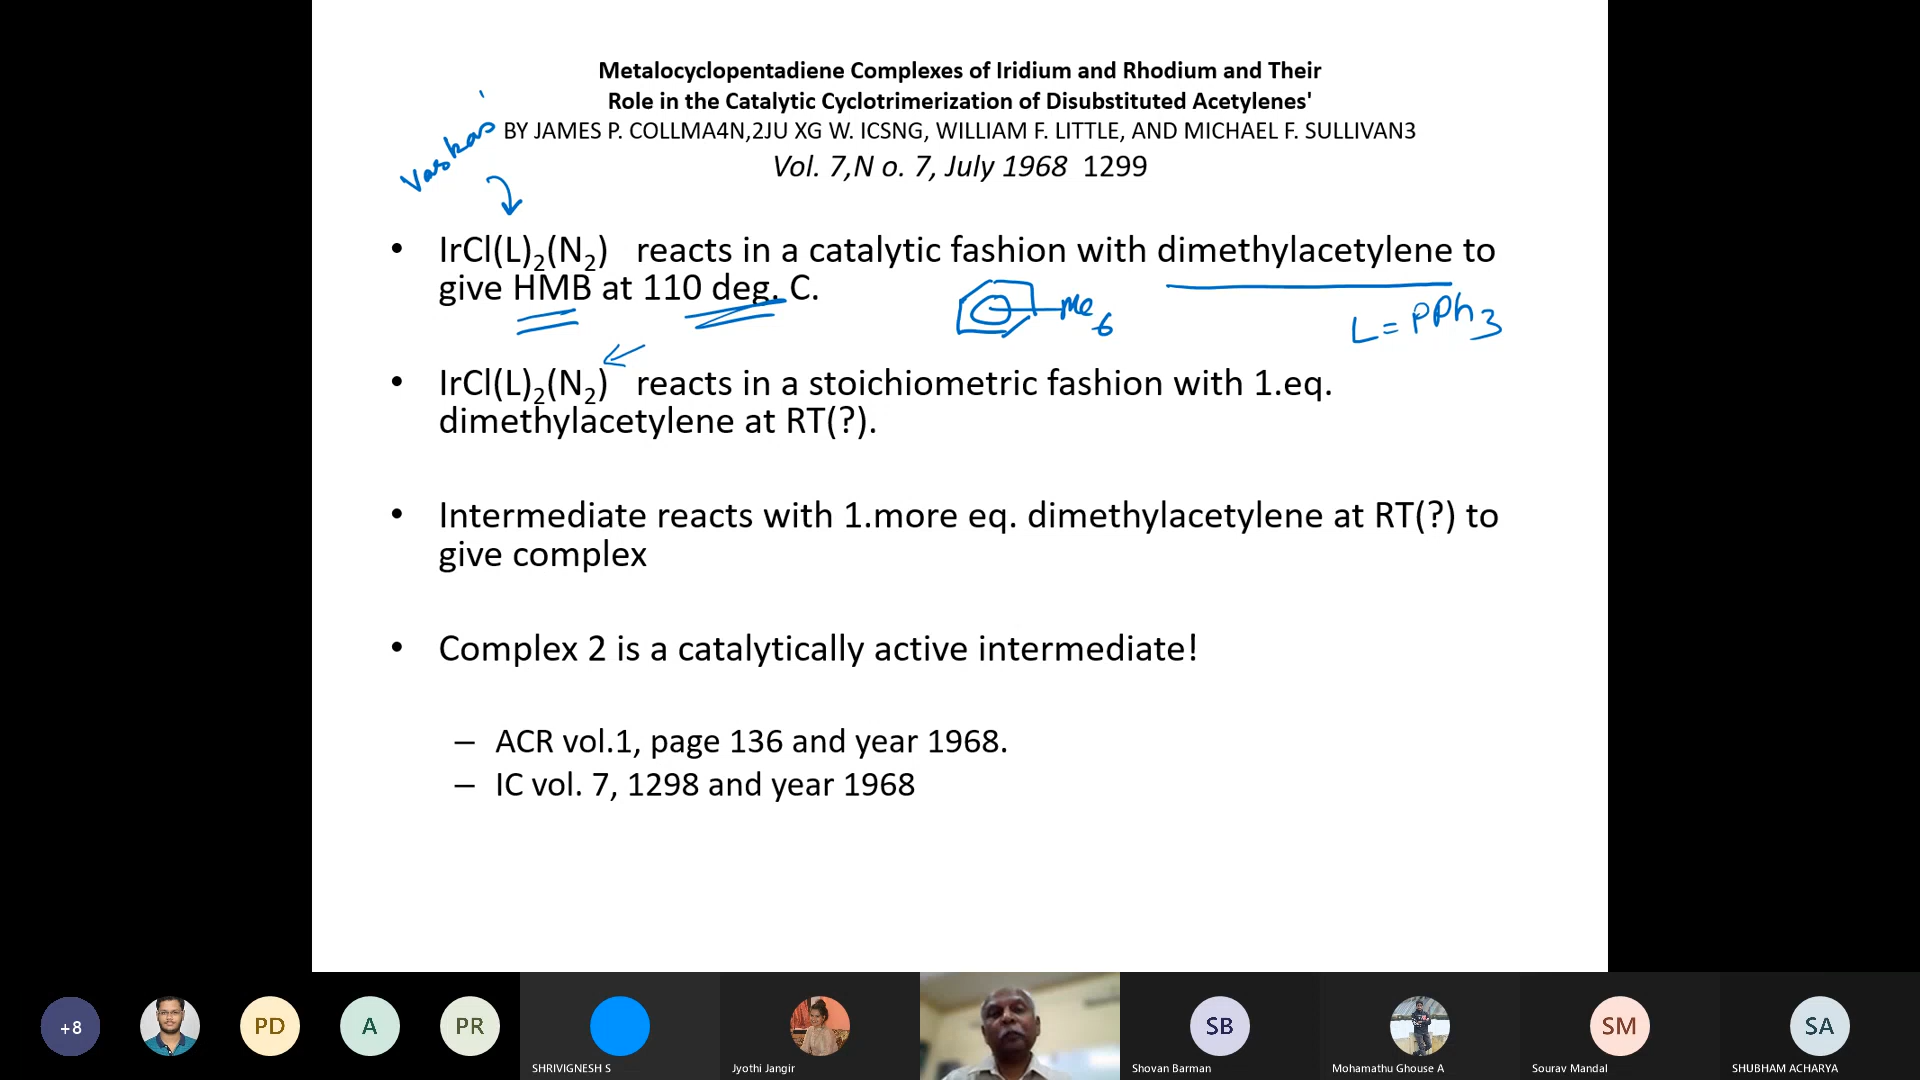 Metalocyclopentadiene Complexes of Iridium and Rhodium and Their
Role in the Catalytic Cyclotrimerization of Disubstituted Acetylenes'
BY JAMES P. COLLMA4N,2JU XG W. ICSNG, WILLIAM F. LITTLE, AND MICHAEL F. SULLIVAN3
Vol. 7,N o. 7, July 1968 1299
Vaskas'
• IrCl(L)2(N2) reacts in a catalytic fashion with dimethylacetylene to
give HMB at 110 deg. C.
Me6
L = PPh3
• IrCl(L)2(N2) reacts in a stoichiometric fashion with 1.eq.
dimethylacetylene at RT(?).
• Intermediate reacts with 1.more eq. dimethylacetylene at RT(?) to
give complex
• Complex 2 is a catalytically active intermediate!
– ACR vol.1, page 136 and year 1968.
– IC vol. 7, 1298 and year 1968
+8
PD
A
PR
SHRIVIGNESH S
Jyothi Jangir
SB
Shovan Barman
Mohamathu Ghouse A
SM
Sourav Mandal
SA
SHUBHAM ACHARYA